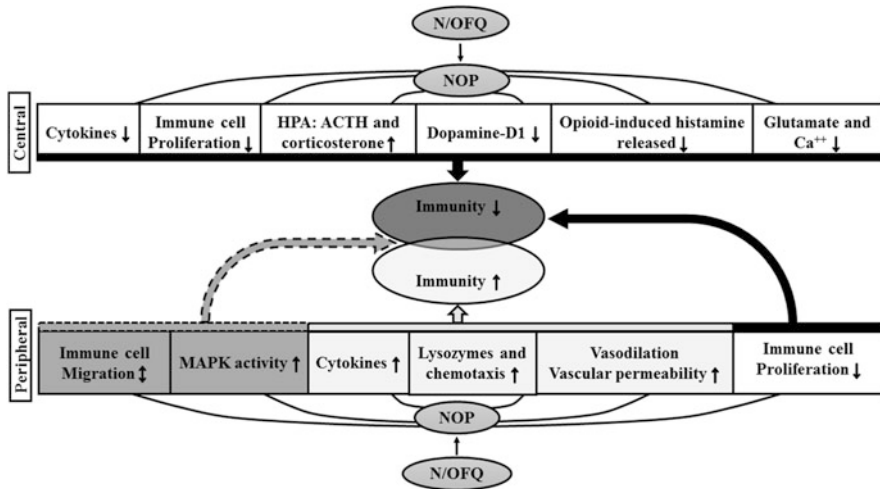 N/OFQ
NOP
Central
Cytokines ↓
Immune cell
Proliferation ↓
HPA: ACTH and
corticosterone ↑
Dopamine-D1 ↓
Opioid-induced histamine
released ↓
Glutamate and
Ca⁺⁺ ↓
Immunity ↓
Immunity ↑
Peripheral
Immune cell
Migration ↕
MAPK activity ↑
Cytokines ↑
Lysozymes and
chemotaxis ↑
Vasodilation
Vascular permeability ↑
Immune cell
Proliferation ↓
NOP
N/OFQ